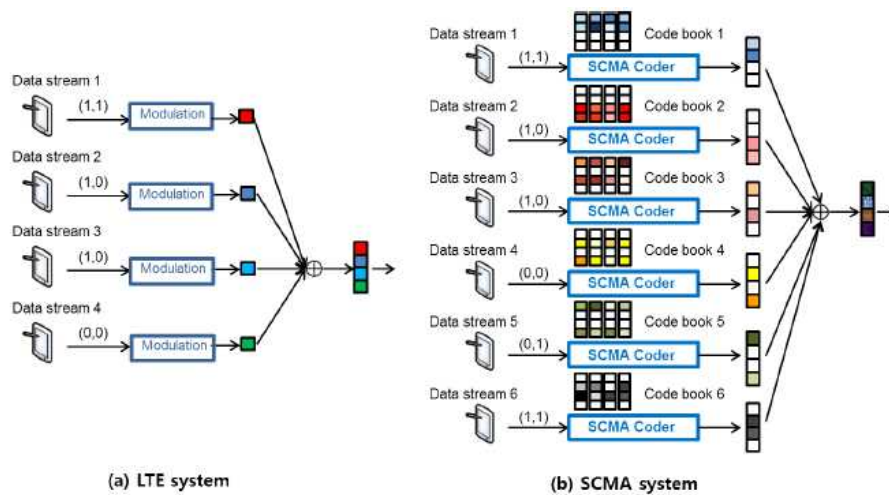 Data stream 1
(1,1)
Modulation
Data stream 2
(1,0)
Modulation
Data stream 3
(1,0)
Modulation
Data stream 4
(0,0)
Modulation
(a) LTE system
Data stream 1
Code book 1
(1,1)
SCMA Coder
Data stream 2
Code book 2
(1,0)
SCMA Coder
Data stream 3
Code book 3
(1,0)
SCMA Coder
Data stream 4
Code book 4
(0,0)
SCMA Coder
Data stream 5
Code book 5
(0,1)
SCMA Coder
Data stream 6
Code book 6
(1,1)
SCMA Coder
(b) SCMA system